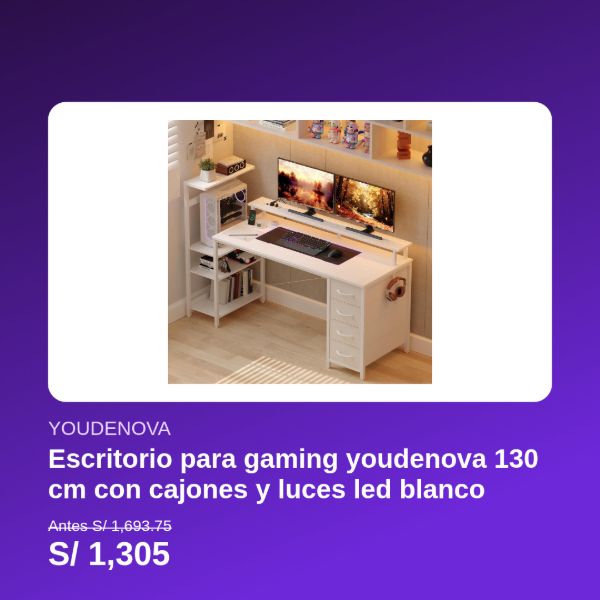 YOUDENOVA
Escritorio para gaming youdenova 130
cm con cajones y luces led blanco
Antes S/ 1,693.75
S/ 1,305